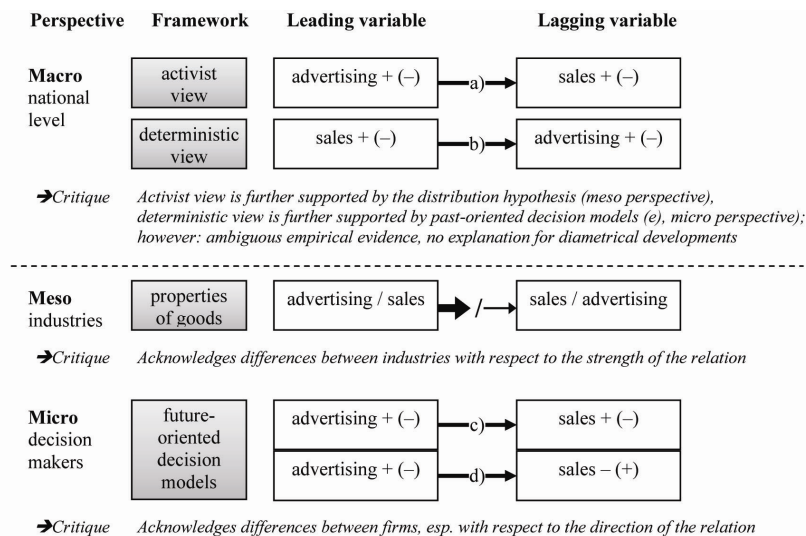 Perspective Framework Leading variable Lagging variable
Macro
national
level
activist
view
advertising + (–)
a)
sales + (–)
deterministic
view
sales + (–)
b)
advertising + (–)
➔Critique Activist view is further supported by the distribution hypothesis (meso perspective),
deterministic view is further supported by past-oriented decision models (e), micro perspective);
however: ambiguous empirical evidence, no explanation for diametrical developments
Meso
industries
properties
of goods
advertising / sales
/
sales / advertising
➔Critique Acknowledges differences between industries with respect to the strength of the relation
Micro
decision
makers
future-
oriented
decision
models
advertising + (–)
c)
sales + (–)
advertising + (–)
d)
sales – (+)
➔Critique Acknowledges differences between firms, esp. with respect to the direction of the relation